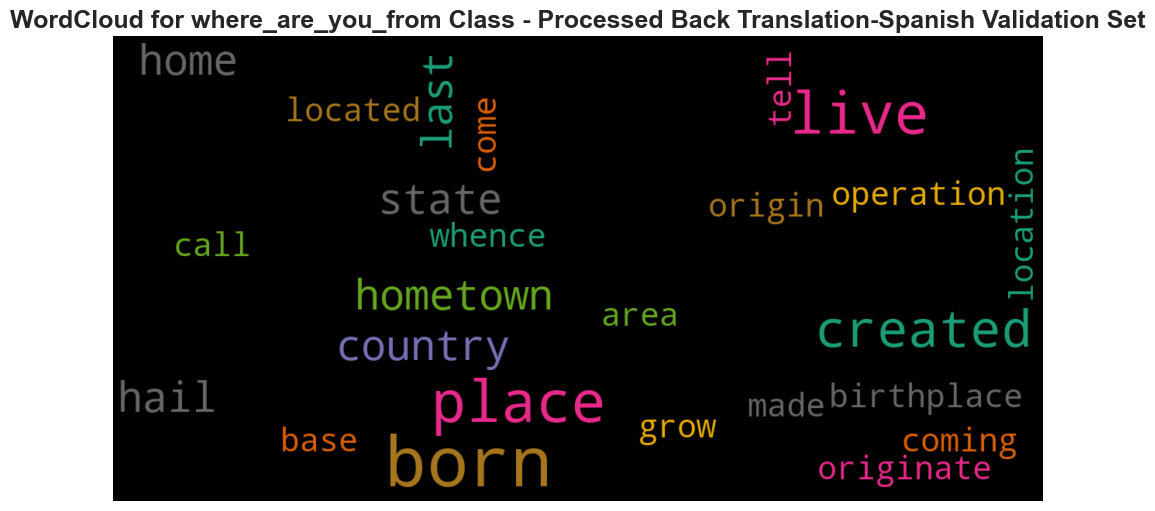 WordCloud for where_are_you_from Class - Processed Back Translation-Spanish Validation Set
home
last
tell
live
located
come
location
state
origin
operation
whence
call
hometown
area
created
country
hail
place
made
birthplace
base
grow
coming
born
originate